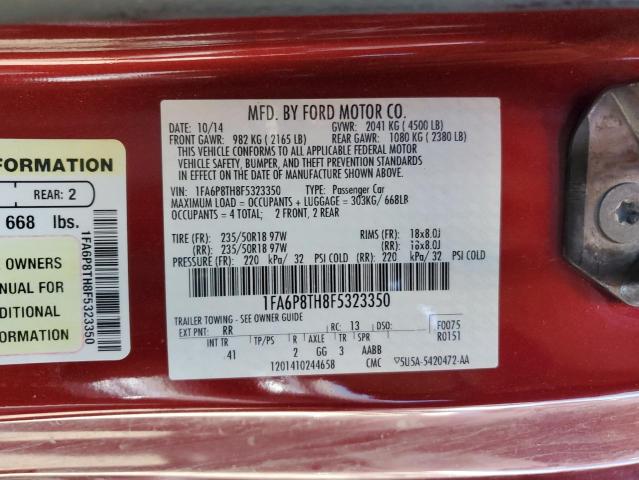 FORMATION
REAR: 2
668 lbs.
OWNERS
NUAL FOR
DITIONAL
FORMATION
1FA6P8TH8F5323350
MFD. BY FORD MOTOR CO.
DATE: 10/14 GVWR: 2041 KG ( 4500 LB)
FRONT GAWR: 982 KG ( 2165 LB) REAR GAWR: 1080 KG ( 2380 LB)
THIS VEHICLE CONFORMS TO ALL APPLICABLE FEDERAL MOTOR
VEHICLE SAFETY, BUMPER, AND THEFT PREVENTION STANDARDS
IN EFFECT ON THE DATE OF MANUFACTURE SHOWN ABOVE.
VIN: 1FA6P8TH8F5323350 TYPE: Passenger Car
MAXIMUM LOAD = OCCUPANTS + LUGGAGE = 303KG/ 668LB
OCCUPANTS = 4 TOTAL; 2 FRONT, 2 REAR
TIRE (FR): 235/50R18 97W RIMS (FR): 18x8.0J
(RR): 235/50R18 97W (RR): 18x8.0J
PRESSURE (FR): 220 kPa/ 32 PSI COLD (RR): 220 kPa/ 32 PSI COLD
1FA6P8TH8F5323350
TRAILER TOWING - SEE OWNER GUIDE
EXT PNT: RR RC: 13 DSO: F0075
INT TR TP/PS R AXLE TR SPR R0151
41 2 GG 3 AABB
1201410244658 CMC 5U5A-5420472-AA